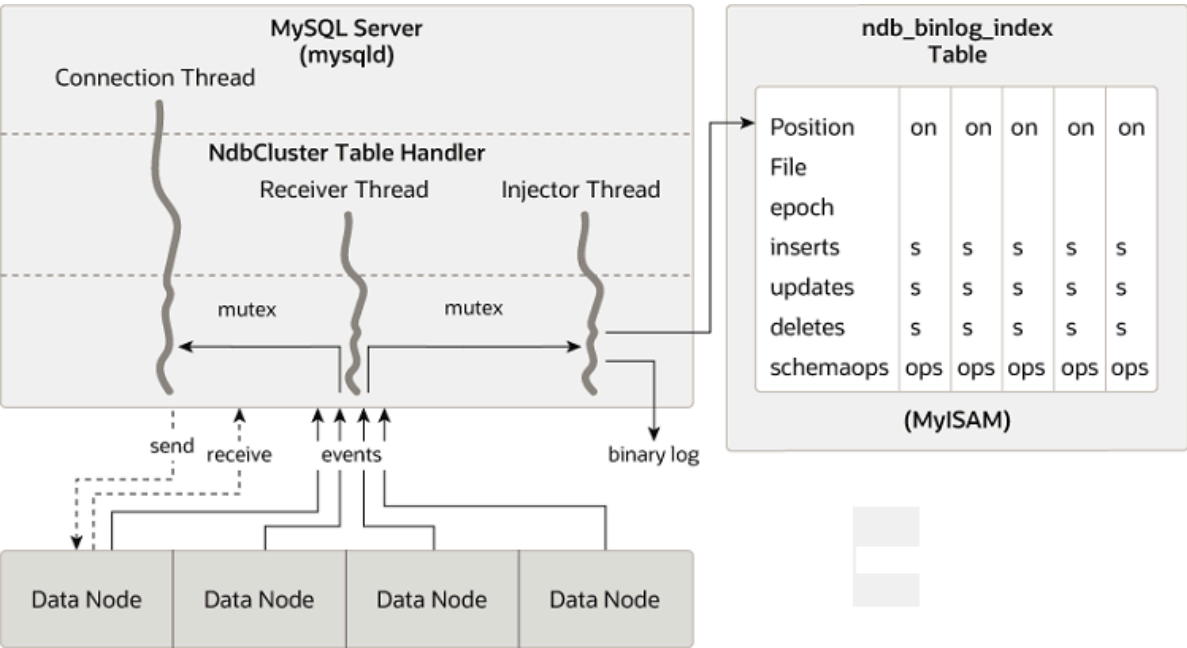 MySQL Server
(mysqld)
Connection Thread
NdbCluster Table Handler
Receiver Thread
Injector Thread
mutex
mutex
send
receive
events
binary log
Data Node
Data Node
Data Node
Data Node
ndb_binlog_index
Table
Position on on on on on
File
epoch
inserts s s s s s
updates s s s s s
deletes s s s s s
schemaops ops ops ops ops ops
(MyISAM)